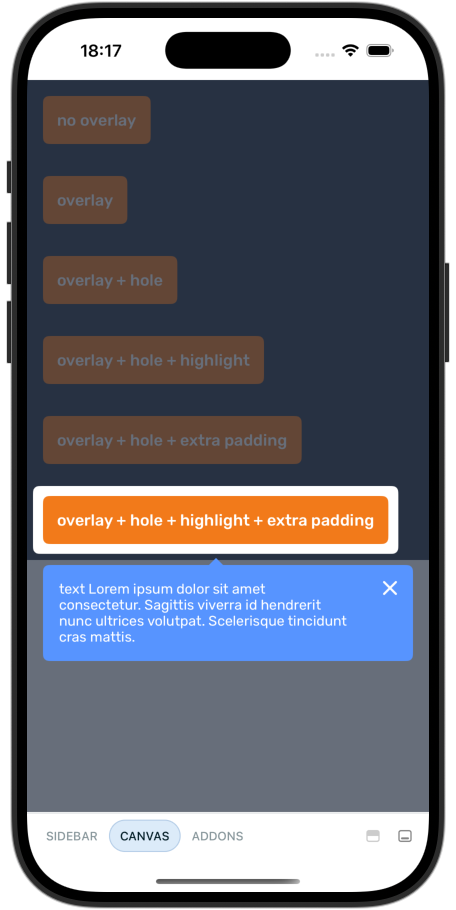 18:17
no overlay
overlay
overlay + hole
overlay + hole + highlight
overlay + hole + extra padding
overlay + hole + highlight + extra padding
text Lorem ipsum dolor sit amet
consectetur. Sagittis viverra id hendrerit
nunc ultrices volutpat. Scelerisque tincidunt
cras mattis.
SIDEBAR CANVAS ADDONS